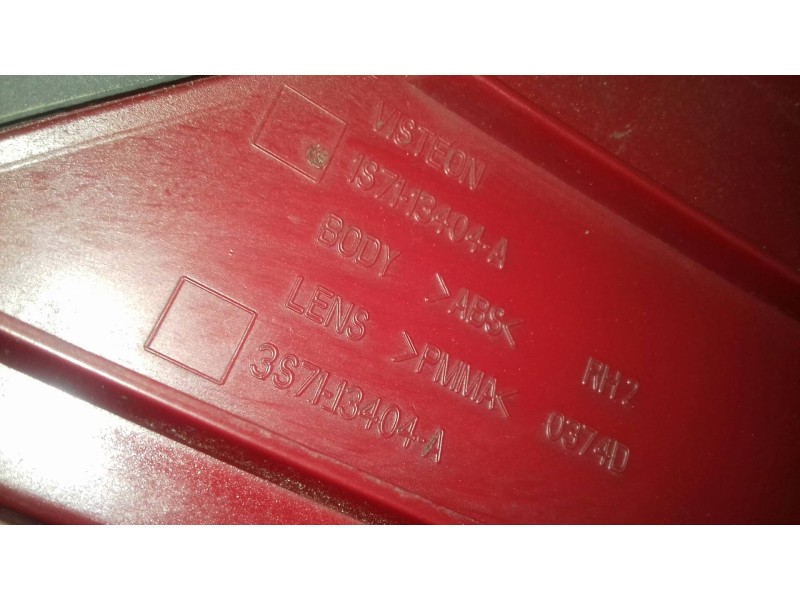 VISTEON
1S71-13404-A
BODY >ABS<
LENS >PMMA< RH2
3S71-13404-A 0374D